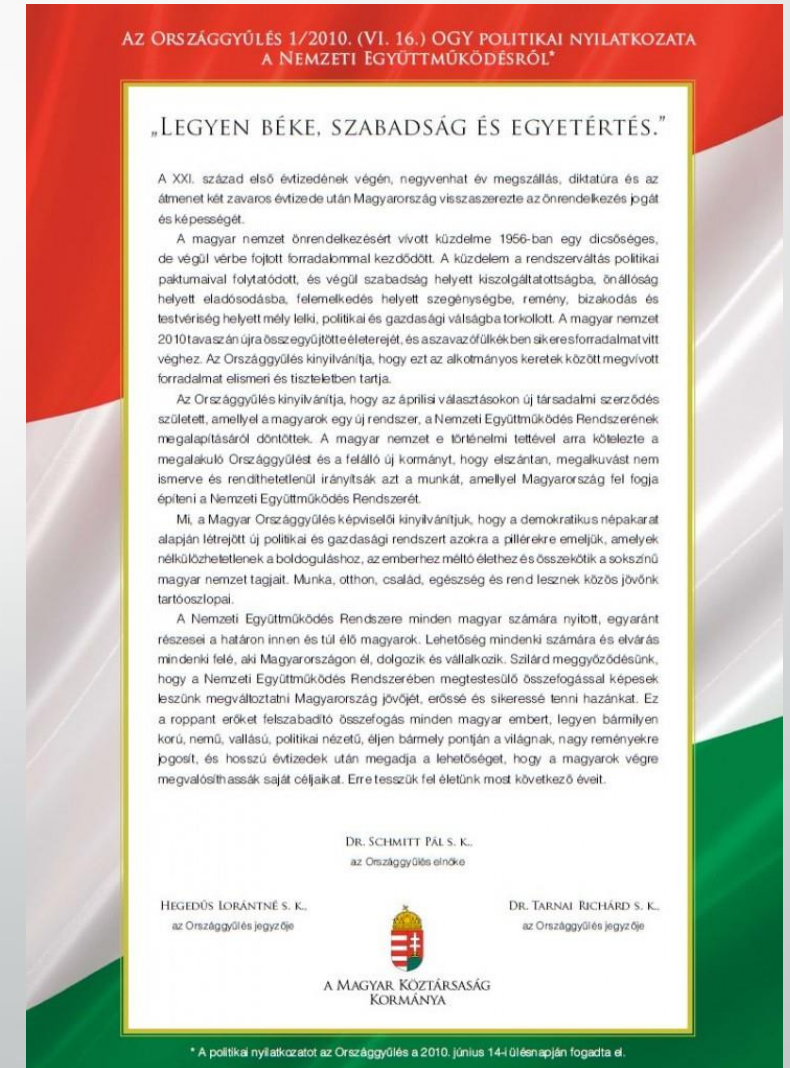 AZ ORSZÁGGYŰLÉS 1/2010. (VI. 16.) OGY POLITIKAI NYILATKOZATA
A NEMZETI EGYÜTTMŰKÖDÉSRŐL*
„LEGYEN BÉKE, SZABADSÁG ÉS EGYETÉRTÉS.”
A XXI. század első évtizedének végén, negyvenhat év megszállás, diktatúra és az
átmenet két zavaros évtizede után Magyarország visszaszerezte az önrendelkezés jogát
és képességét.
A magyar nemzet önrendelkezésért vívott küzdelme 1956-ban egy dicsőséges,
de végül vérbe fojtott forradalommal kezdődött. A küzdelem a rendszerváltás politikai
paktumaival folytatódott, és végül szabadság helyett kiszolgáltatottságba, önállóság
helyett eladósodásba, felemelkedés helyett szegénységbe, remény, bizakodás és
testvériség helyett mély lelki, politikai és gazdasági válságba torkollott. A magyar nemzet
2010 tavaszán újra összegyűjtötte életerejét, és a szavazófülkékben sikeres forradalmat vitt
véghez. Az Országgyűlés kinyilvánítja, hogy ezt az alkotmányos keretek között megvívott
forradalmat elismeri és tiszteletben tartja.
Az Országgyűlés kinyilvánítja, hogy az áprilisi választásokon új társadalmi szerződés
született, amellyel a magyarok egy új rendszer, a Nemzeti Együttműködés Rendszerének
megalapításáról döntöttek. A magyar nemzet e történelmi tettével arra kötelezte a
megalakuló Országgyűlést és a felálló új kormányt, hogy elszántan, megalkuvást nem
ismerve és rendíthetetlenül irányítsák azt a munkát, amellyel Magyarország fel fogja
építeni a Nemzeti Együttműködés Rendszerét.
Mi, a Magyar Országgyűlés képviselői kinyilvánítjuk, hogy a demokratikus népakarat
alapján létrejött új politikai és gazdasági rendszert azokra a pillérekre emeljük, amelyek
nélkülözhetetlenek a boldoguláshoz, az emberhez méltó élethez és összekötik a sokszínű
magyar nemzet tagjait. Munka, otthon, család, egészség és rend lesznek közös jövőnk
tartóoszlopai.
A Nemzeti Együttműködés Rendszere minden magyar számára nyitott, egyaránt
részesei a határon innen és túl élő magyarok. Lehetőség mindenki számára és elvárás
mindenki felé, aki Magyarországon él, dolgozik és vállalkozik. Szilárd meggyőződésünk,
hogy a Nemzeti Együttműködés Rendszerében megtestesülő összefogással képesek
leszünk megváltoztatni Magyarország jövőjét, erőssé és sikeressé tenni hazánkat. Ez
a roppant erőket felszabadító összefogás minden magyar embert, legyen bármilyen
korú, nemű, vallású, politikai nézetű, éljen bármely pontján a világnak, nagy reményekre
jogosít, és hosszú évtizedek után megadja a lehetőséget, hogy a magyarok végre
megvalósíthassák saját céljaikat. Erre tesszük fel életünk most következő éveit.
DR. SCHMITT PÁL S. K.,
az Országgyűlés elnöke
HEGEDŰS LORÁNTNÉ S. K.,
az Országgyűlés jegyzője
DR. TARNAI RICHÁRD S. K.,
az Országgyűlés jegyzője
A MAGYAR KÖZTÁRSASÁG
KORMÁNYA
* A politikai nyilatkozatot az Országgyűlés a 2010. június 14-i ülésnapján fogadta el.